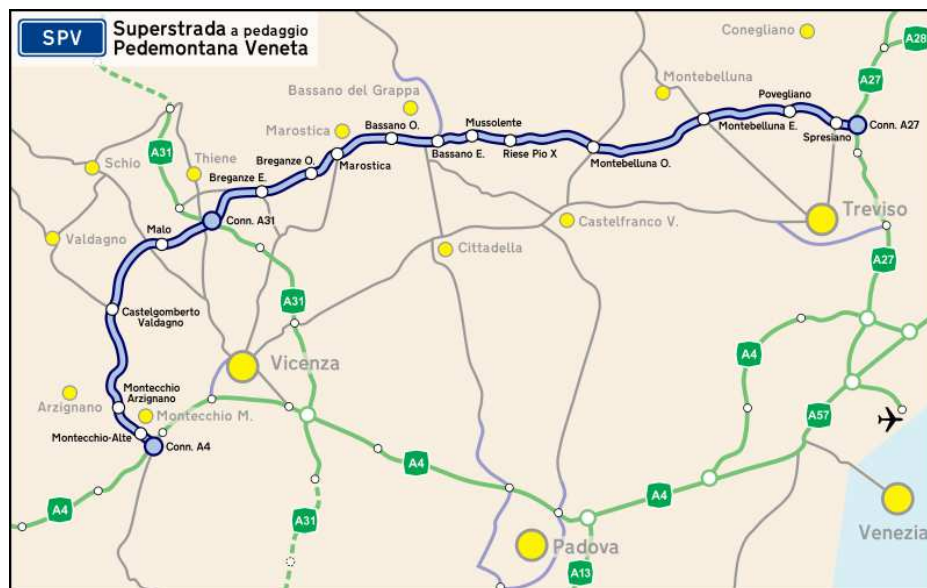 SPV
Superstrada a pedaggio
Pedemontana Veneta
Conegliano
A28
A27
Montebelluna
Bassano del Grappa
Povegliano
Marostica
Bassano O.
Mussolente
Montebelluna E.
Conn. A27
Spresiano
A31
Thiene
Breganze O.
Marostica
Bassano E.
Riese Pio X
Montebelluna O.
Schio
Breganze E.
Treviso
Conn. A31
Castelfranco V.
Valdagno
Malo
Cittadella
A27
A31
Castelgomberto
Valdagno
A4
Vicenza
Montecchio
Arzignano
Arzignano
Montecchio M.
A57
Montecchio-Alte
Conn. A4
A4
A4
A4
A31
Venezia
Padova
A13